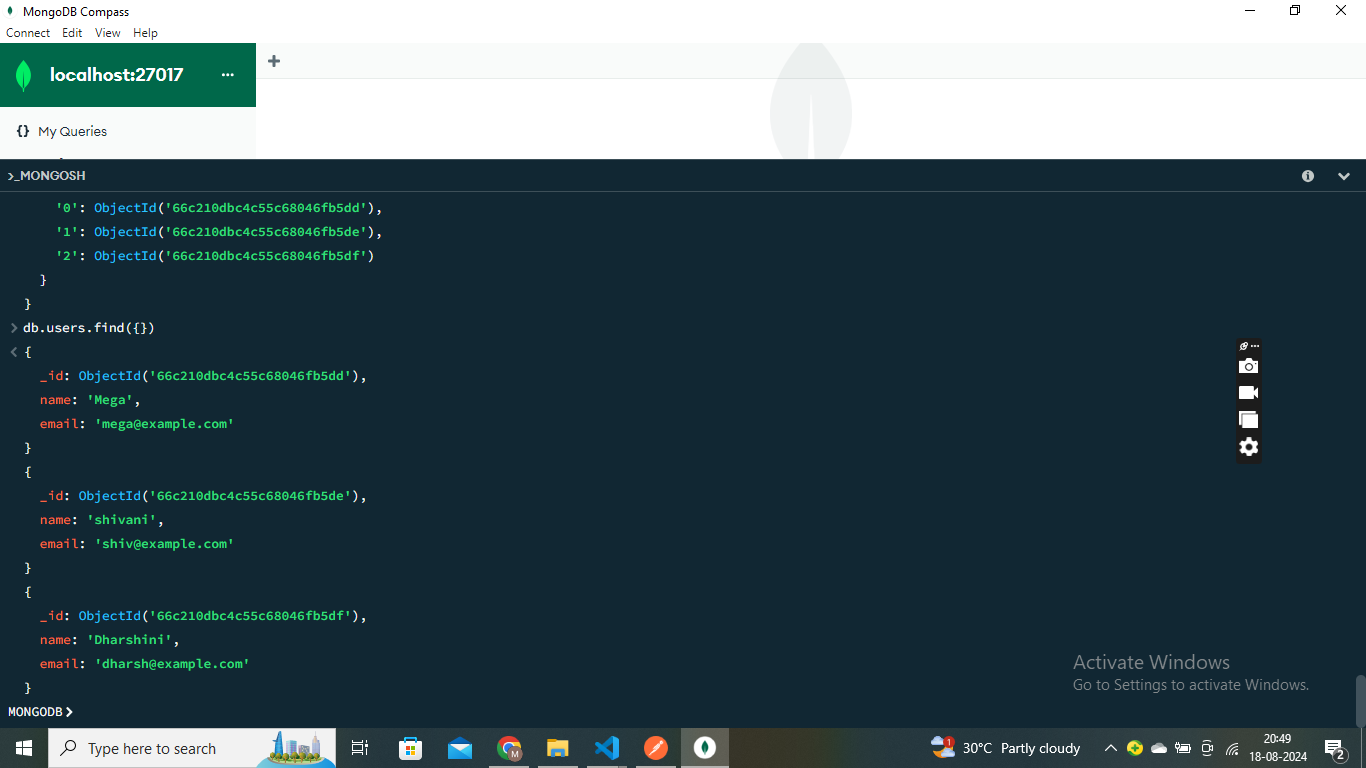 MongoDB Compass
Connect Edit View Help
localhost:27017 ...
+
{} My Queries
>_MONGOSH
'0': ObjectId('66c210dbc4c55c68046fb5dd'),
'1': ObjectId('66c210dbc4c55c68046fb5de'),
'2': ObjectId('66c210dbc4c55c68046fb5df')
}
}
> db.users.find({})
< {
_id: ObjectId('66c210dbc4c55c68046fb5dd'),
name: 'Mega',
email: 'mega@example.com'
}
{
_id: ObjectId('66c210dbc4c55c68046fb5de'),
name: 'shivani',
email: 'shiv@example.com'
}
{
_id: ObjectId('66c210dbc4c55c68046fb5df'),
name: 'Dharshini',
email: 'dharsh@example.com'
}
MONGODB >
Activate Windows
Go to Settings to activate Windows.
Type here to search
M
1
30°C Partly cloudy
20:49
18-08-2024
2